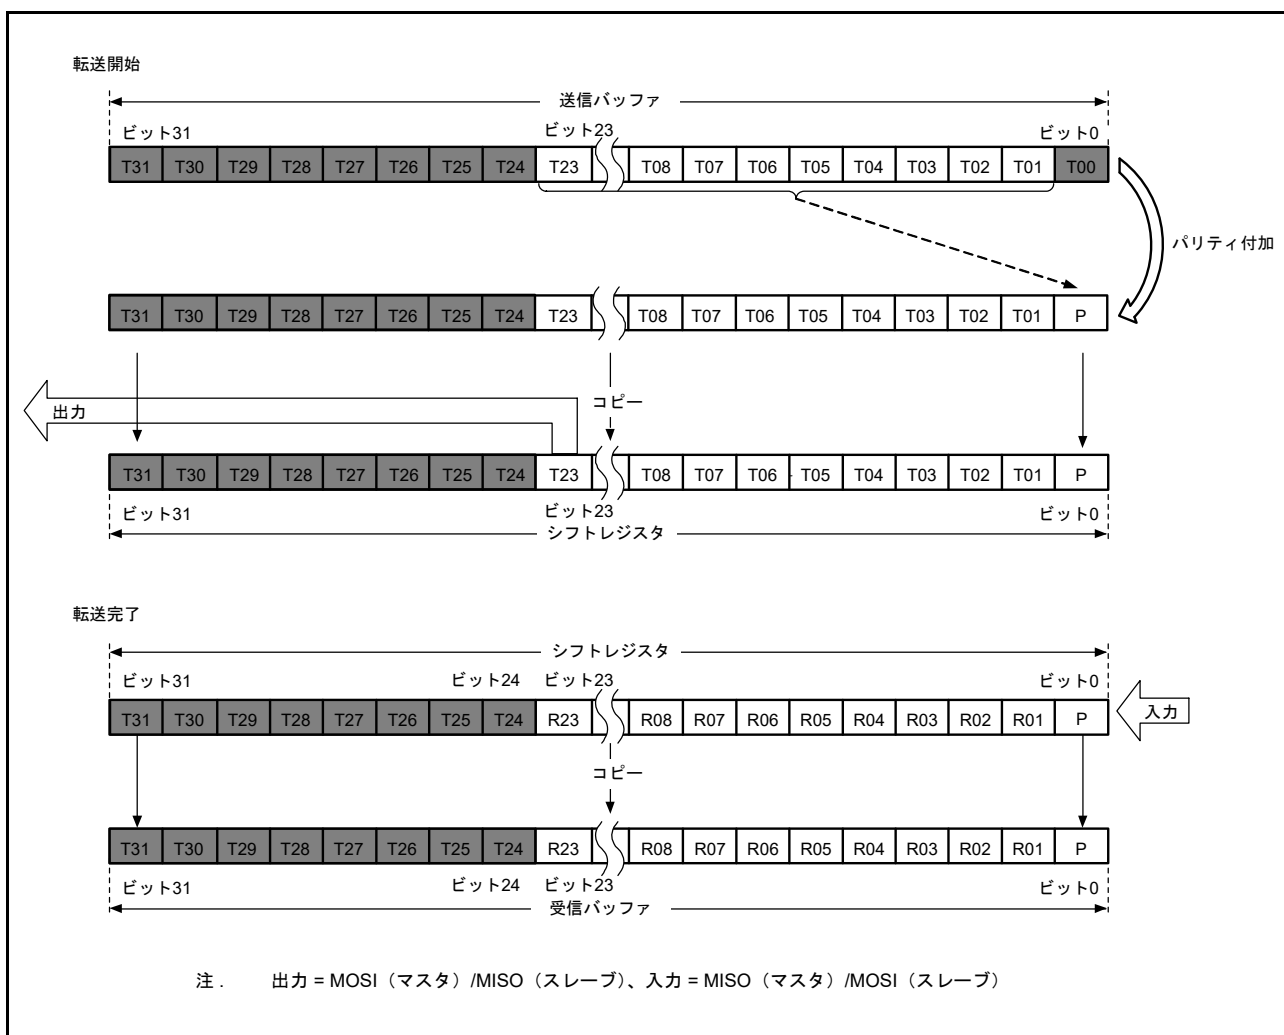 転送開始
送信バッファ
ビット31 ビット23 ビット0
T31 T30 T29 T28 T27 T26 T25 T24 T23 T08 T07 T06 T05 T04 T03 T02 T01 T00
パリティ付加
T31 T30 T29 T28 T27 T26 T25 T24 T23 T08 T07 T06 T05 T04 T03 T02 T01 P
コピー
出力
T31 T30 T29 T28 T27 T26 T25 T24 T23 T08 T07 T06 T05 T04 T03 T02 T01 P
ビット31 ビット23 ビット0
シフトレジスタ
転送完了
シフトレジスタ
ビット31 ビット24 ビット23 ビット0
T31 T30 T29 T28 T27 T26 T25 T24 R23 R08 R07 R06 R05 R04 R03 R02 R01 P
入力
コピー
T31 T30 T29 T28 T27 T26 T25 T24 R23 R08 R07 R06 R05 R04 R03 R02 R01 P
ビット31 ビット24 ビット23 ビット0
受信バッファ
注． 出力 = MOSI（マスタ）/MISO（スレーブ）、入力 = MISO（マスタ）/MOSI（スレーブ）